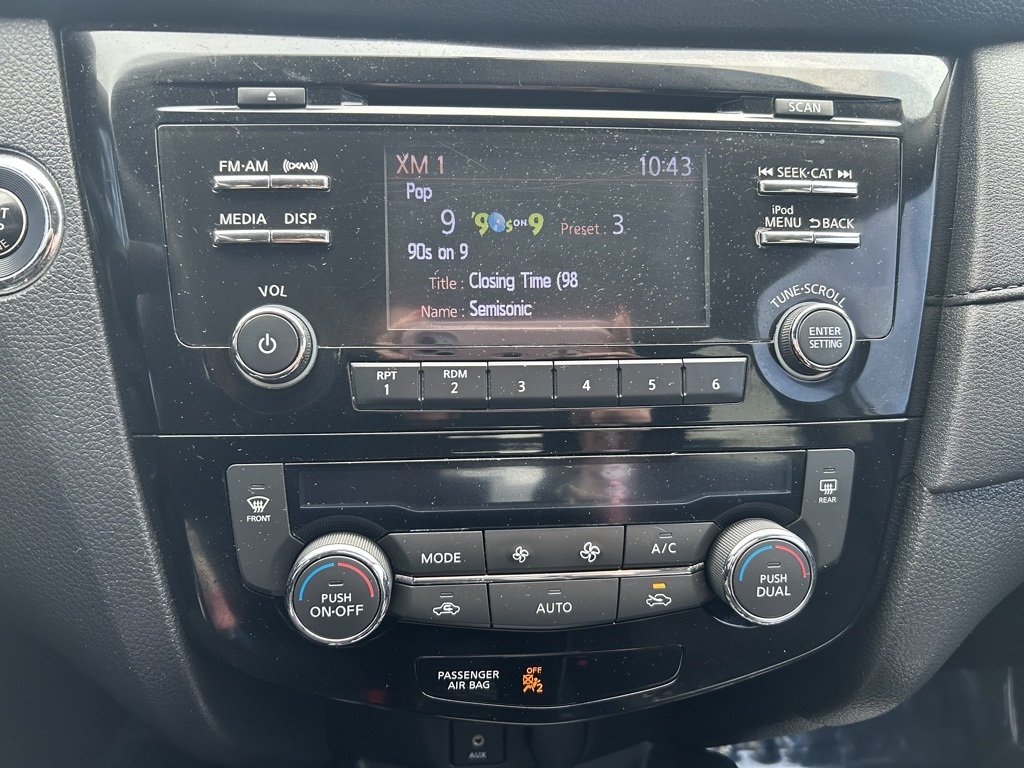 SCAN
FM·AM ((XM))
MEDIA DISP
XM 1 10:43
Pop
9 '90s ON 9 Preset : 3
90s on 9
Title : Closing Time (98
Name : Semisonic
SEEK·CAT
iPod
MENU BACK
VOL
TUNE·SCROLL
ENTER
SETTING
RPT
1
RDM
2
3
4
5
6
FRONT
REAR
MODE
A/C
PUSH
ON·OFF
AUTO
PUSH
DUAL
PASSENGER
AIR BAG
OFF
2
AUX